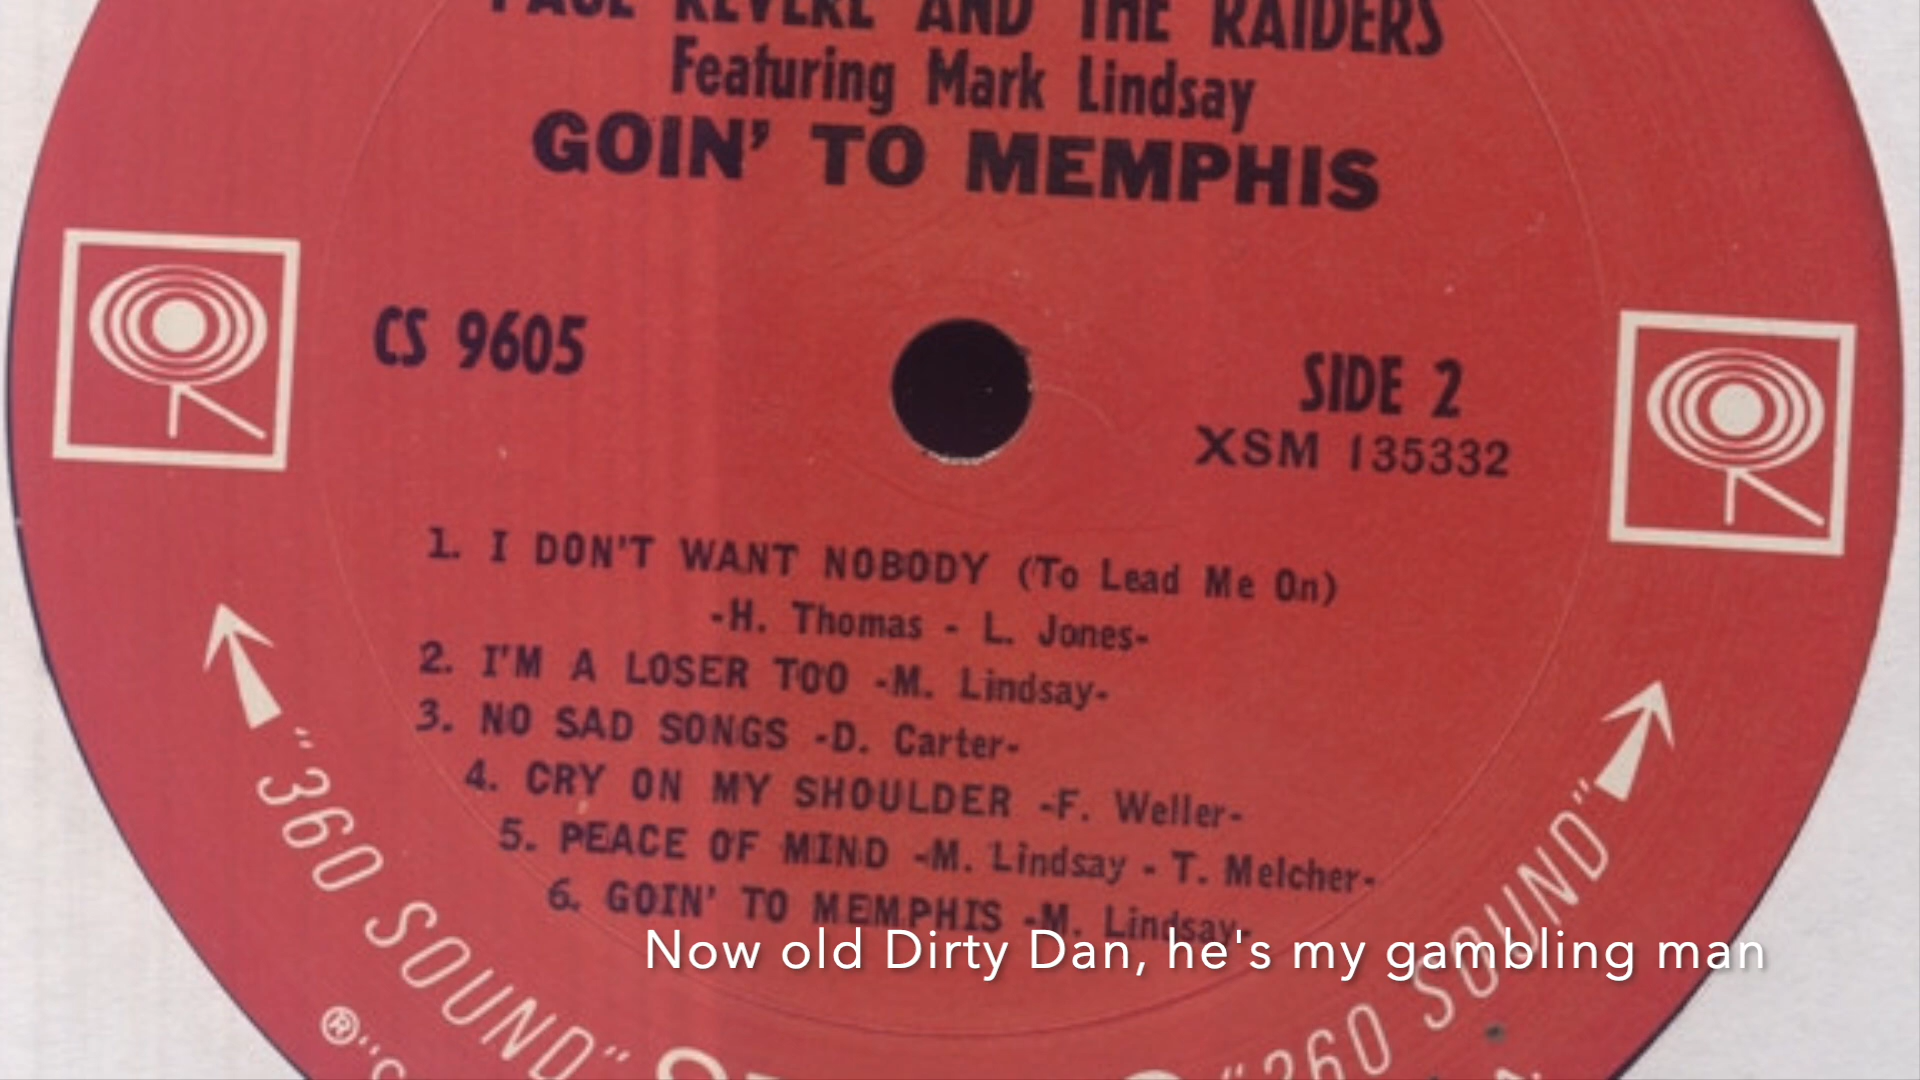 PAUL REVERE AND THE RAIDERS
Featuring Mark Lindsay
GOIN' TO MEMPHIS
CS 9605
SIDE 2
XSM 135332
1. I DON'T WANT NOBODY (To Lead Me On)
-H. Thomas - L. Jones-
2. I'M A LOSER TOO -M. Lindsay-
3. NO SAD SONGS -D. Carter-
4. CRY ON MY SHOULDER -F. Weller-
5. PEACE OF MIND -M. Lindsay - T. Melcher-
6. GOIN' TO MEMPHIS -M. Lindsay-
Now old Dirty Dan, he's my gambling man
"360 SOUND"
"360 SOUND"
®